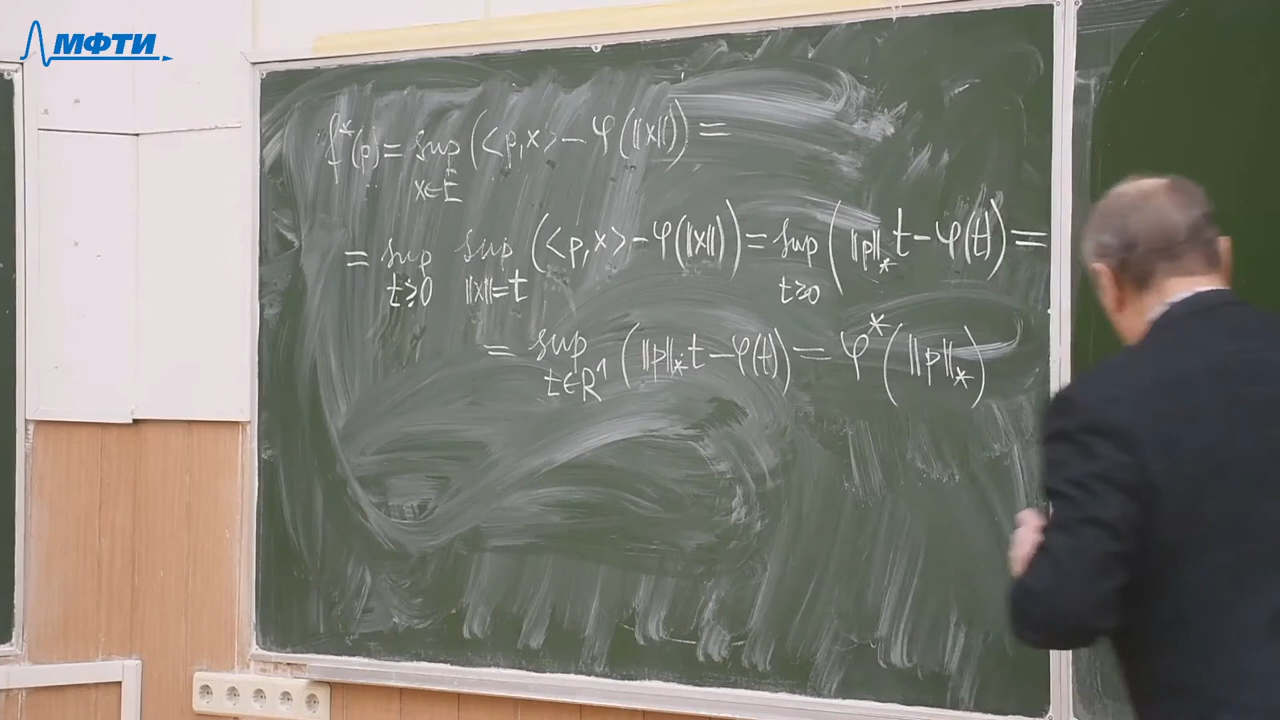 МФТИ
f*(p) = sup (<p,x> − φ(‖x‖)) =
x∈E
= sup sup (<p,x> − φ(‖x‖)) = sup (‖p‖_* t − φ(t)) =
t⩾0 ‖x‖=t t⩾0
= sup (‖p‖_* t − φ(t)) = φ*(‖p‖_*)
t∈R¹